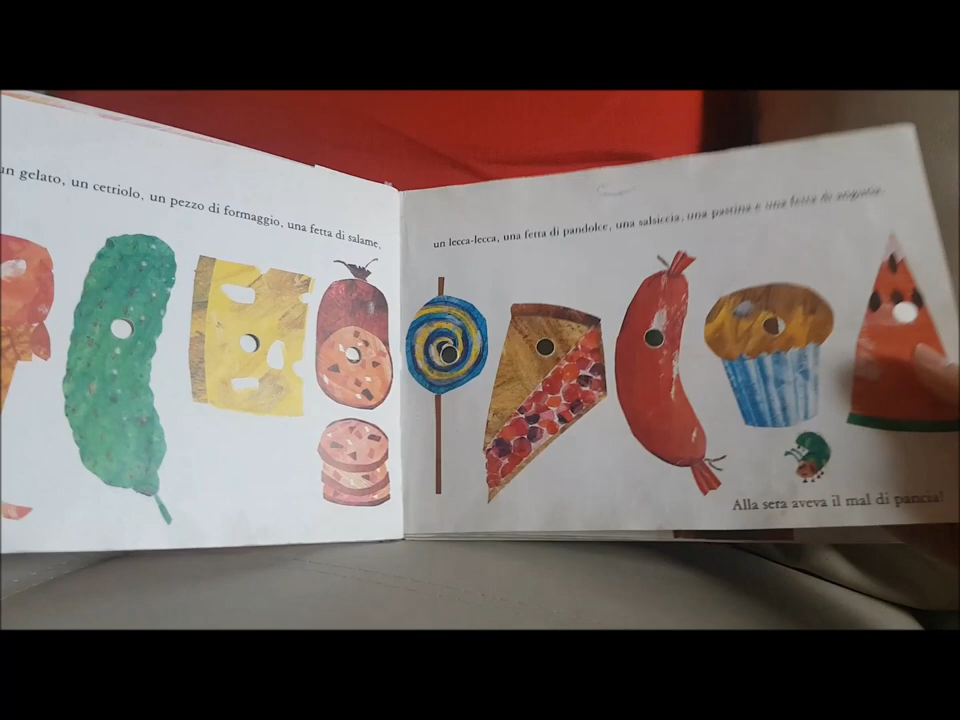 un gelato, un cetriolo, un pezzo di formaggio, una fetta di salame,
un lecca-lecca, una fetta di pandolce, una salsiccia, una pastina e una fetta di anguria.
Alla sera aveva il mal di pancia!